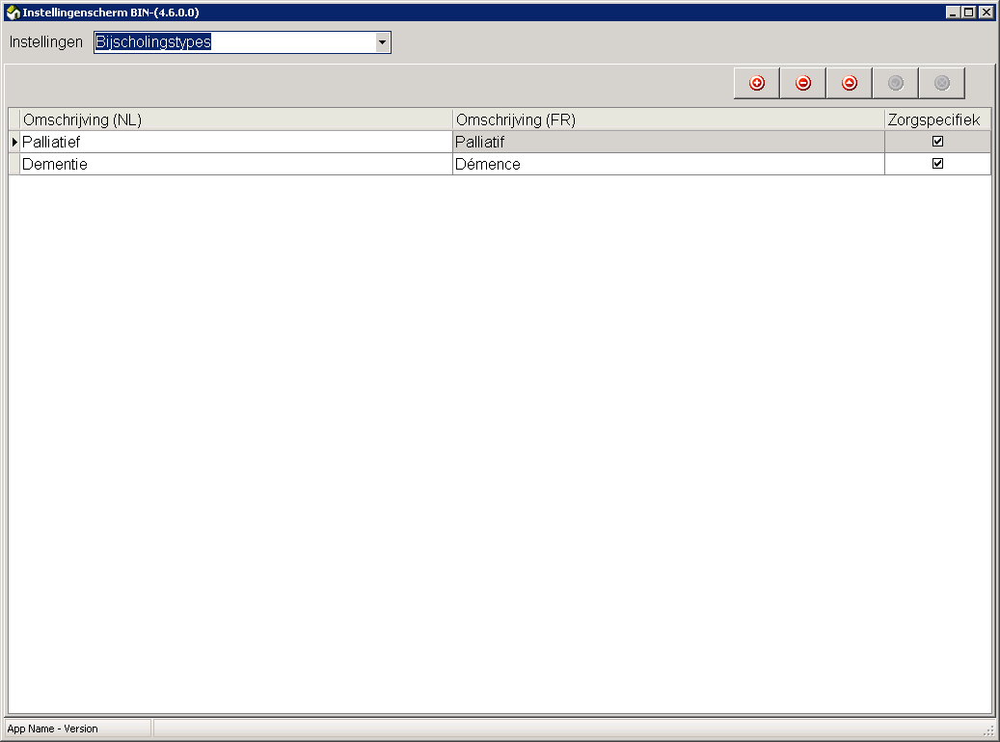 Instellingenscherm BIN-(4.6.0.0)
Instellingen Bijscholingstypes
Omschrijving (NL) Omschrijving (FR) Zorgspecifiek
Palliatief Palliatif
Dementie Démence
App Name - Version